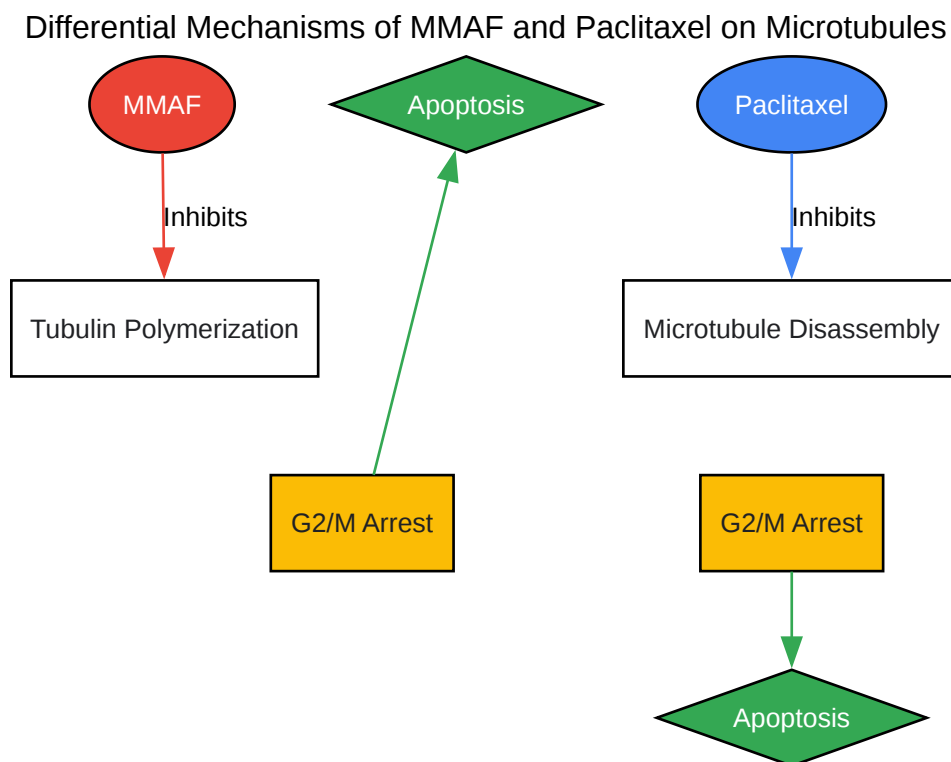 Differential Mechanisms of MMAF and Paclitaxel on Microtubules
MMAF
Apoptosis
Paclitaxel
Inhibits
Inhibits
Tubulin Polymerization
Microtubule Disassembly
G2/M Arrest
G2/M Arrest
Apoptosis